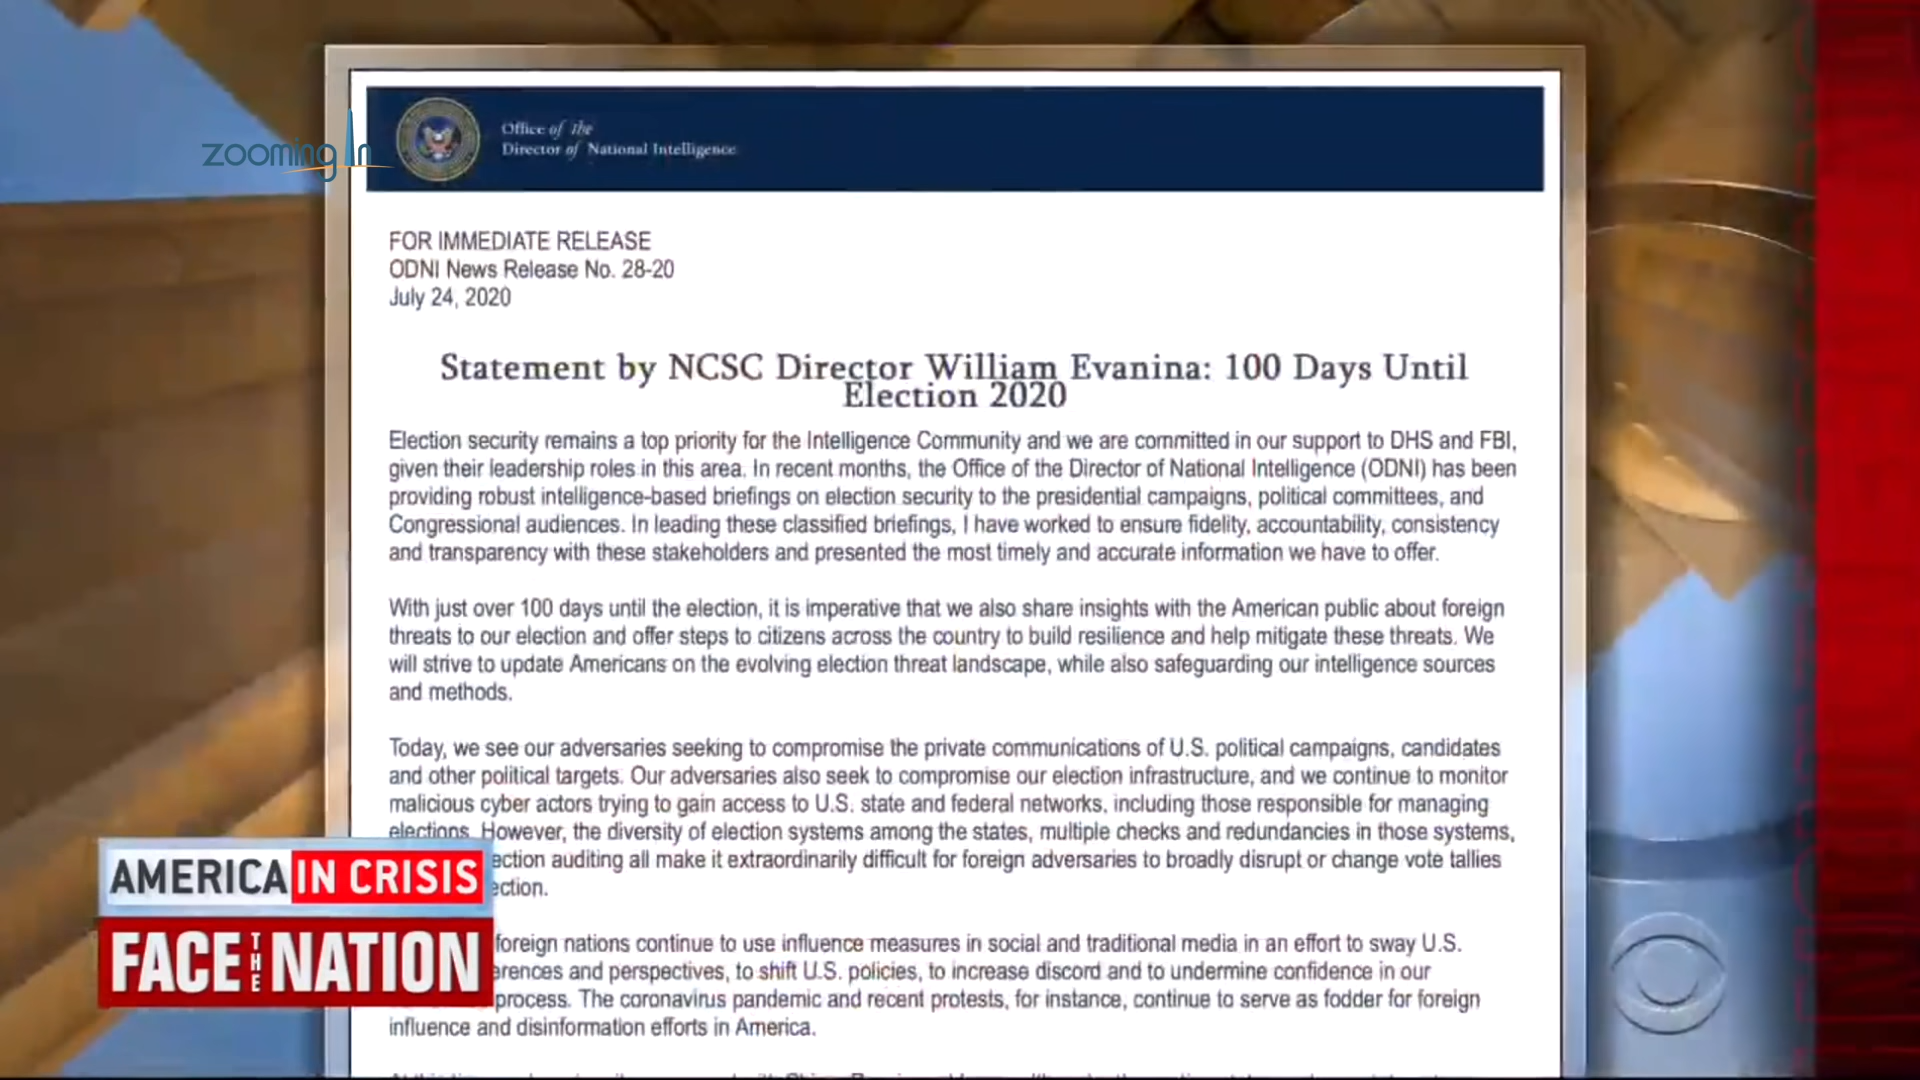 zooming In
Office of the
Director of National Intelligence
FOR IMMEDIATE RELEASE
ODNI News Release No. 28-20
July 24, 2020
Statement by NCSC Director William Evanina: 100 Days Until
Election 2020
Election security remains a top priority for the Intelligence Community and we are committed in our support to DHS and FBI,
given their leadership roles in this area. In recent months, the Office of the Director of National Intelligence (ODNI) has been
providing robust intelligence-based briefings on election security to the presidential campaigns, political committees, and
Congressional audiences. In leading these classified briefings, I have worked to ensure fidelity, accountability, consistency
and transparency with these stakeholders and presented the most timely and accurate information we have to offer.
With just over 100 days until the election, it is imperative that we also share insights with the American public about foreign
threats to our election and offer steps to citizens across the country to build resilience and help mitigate these threats. We
will strive to update Americans on the evolving election threat landscape, while also safeguarding our intelligence sources
and methods.
Today, we see our adversaries seeking to compromise the private communications of U.S. political campaigns, candidates
and other political targets. Our adversaries also seek to compromise our election infrastructure, and we continue to monitor
malicious cyber actors trying to gain access to U.S. state and federal networks, including those responsible for managing
elections. However, the diversity of election systems among the states, multiple checks and redundancies in those systems,
ection auditing all make it extraordinarily difficult for foreign adversaries to broadly disrupt or change vote tallies
ection.
foreign nations continue to use influence measures in social and traditional media in an effort to sway U.S.
erences and perspectives, to shift U.S. policies, to increase discord and to undermine confidence in our
process. The coronavirus pandemic and recent protests, for instance, continue to serve as fodder for foreign
influence and disinformation efforts in America.
AMERICA IN CRISIS
FACE THE NATION